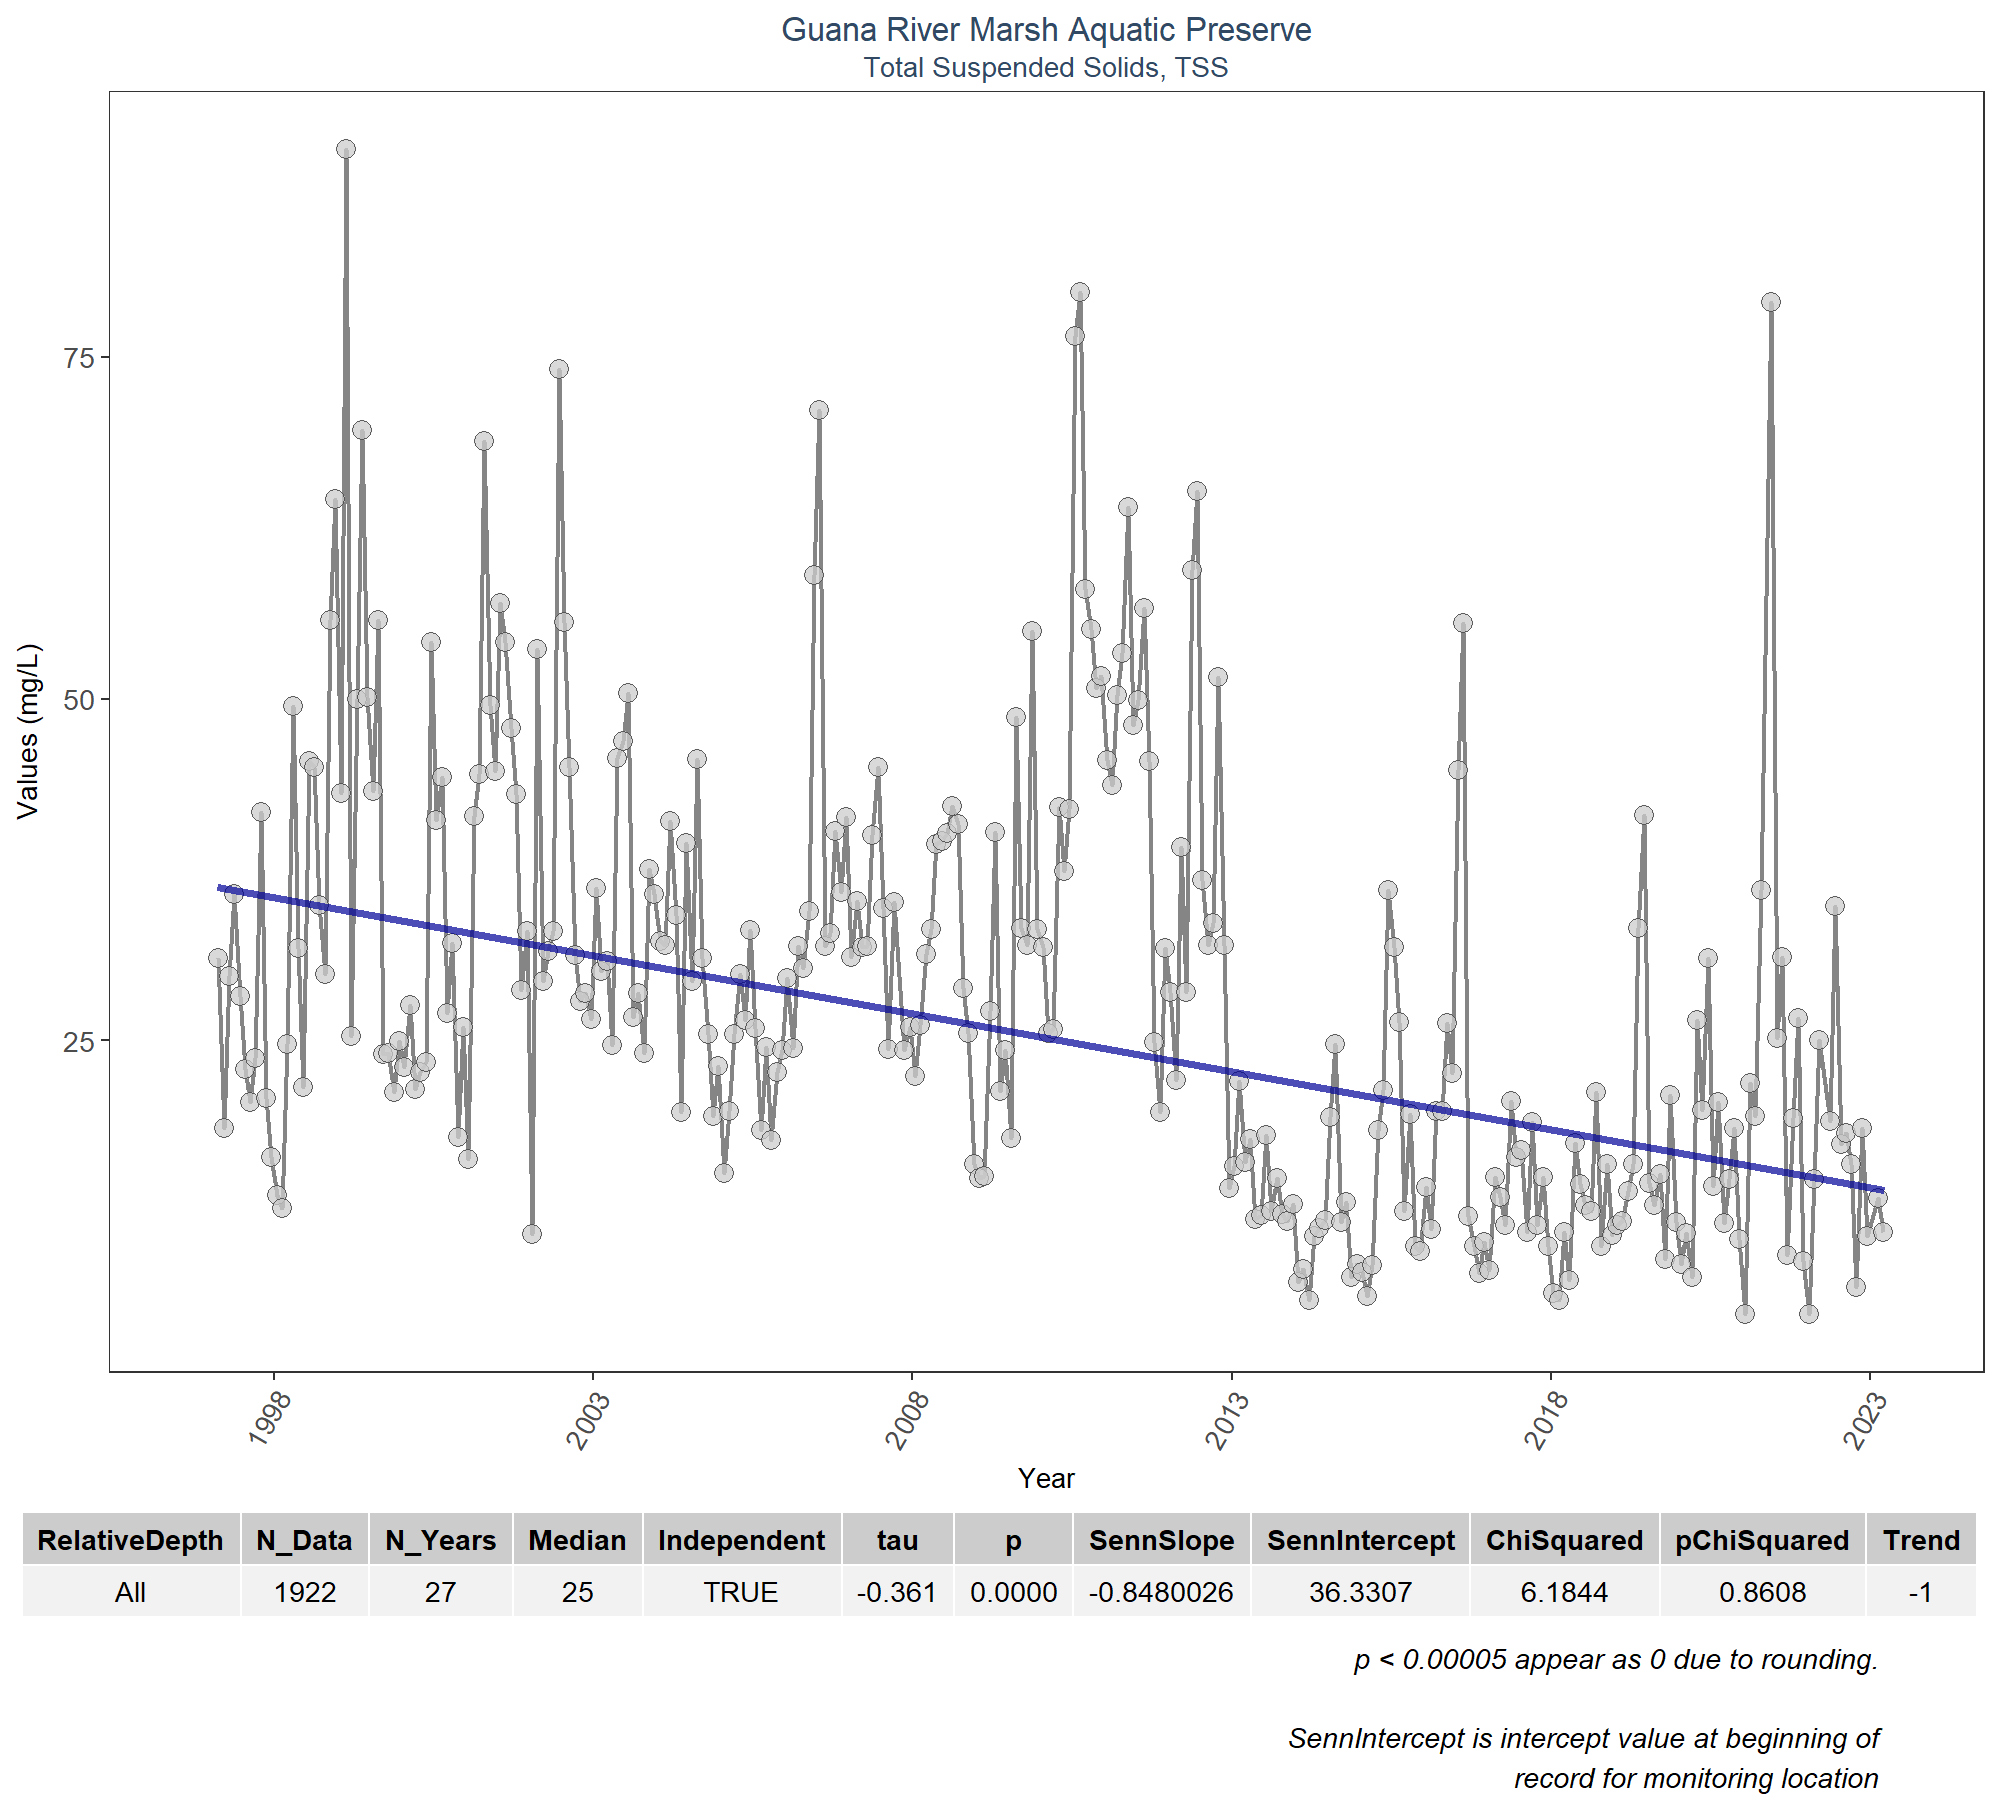 Guana River Marsh Aquatic Preserve
Total Suspended Solids, TSS
Values (mg/L)
75
50
25
1998 2003 2008 2013 2018 2023
Year
RelativeDepth N_Data N_Years Median Independent tau p SennSlope SennIntercept ChiSquared pChiSquared Trend
All 1922 27 25 TRUE -0.361 0.0000 -0.8480026 36.3307 6.1844 0.8608 -1
p < 0.00005 appear as 0 due to rounding.
SennIntercept is intercept value at beginning of
record for monitoring location